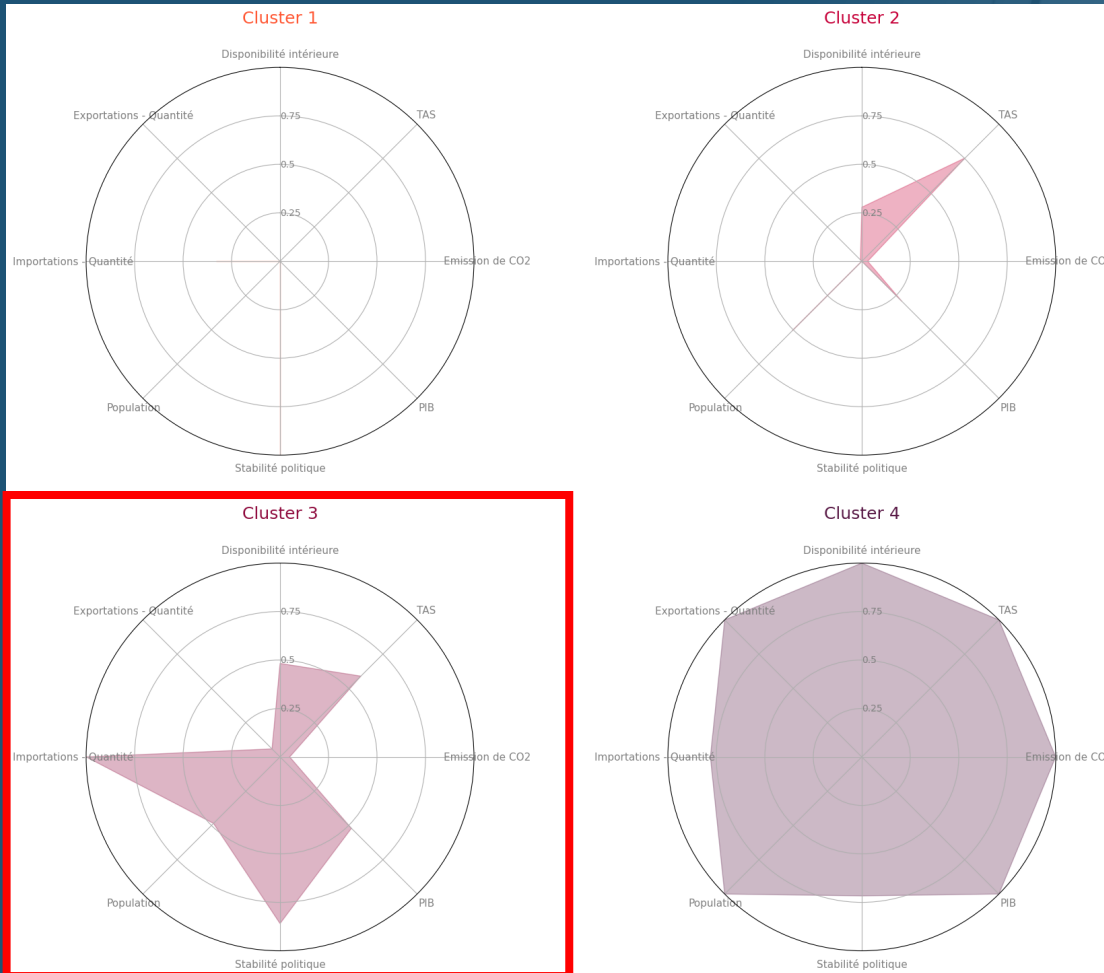 Cluster 1
Disponibilité intérieure
Exportations - Quantité
TAS
0.75
0.5
0.25
Importations - Quantité
Emission de CO2
Population
PIB
Stabilité politique
Cluster 2
Disponibilité intérieure
Exportations - Quantité
TAS
0.75
0.5
0.25
Importations - Quantité
Emission de CO
Population
PIB
Stabilité politique
Cluster 3
Disponibilité intérieure
Exportations - Quantité
TAS
0.75
0.5
0.25
Importations - Quantité
Emission de CO2
Population
PIB
Stabilité politique
Cluster 4
Disponibilité intérieure
Exportations - Quantité
TAS
0.75
0.5
0.25
Importations - Quantité
Emission de CO
Population
PIB
Stabilité politique